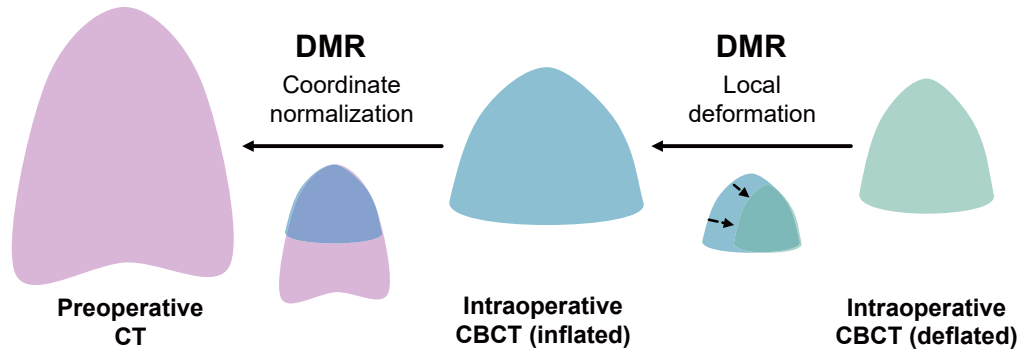 DMR
Coordinate
normalization
DMR
Local
deformation
Preoperative
CT
Intraoperative
CBCT (inflated)
Intraoperative
CBCT (deflated)